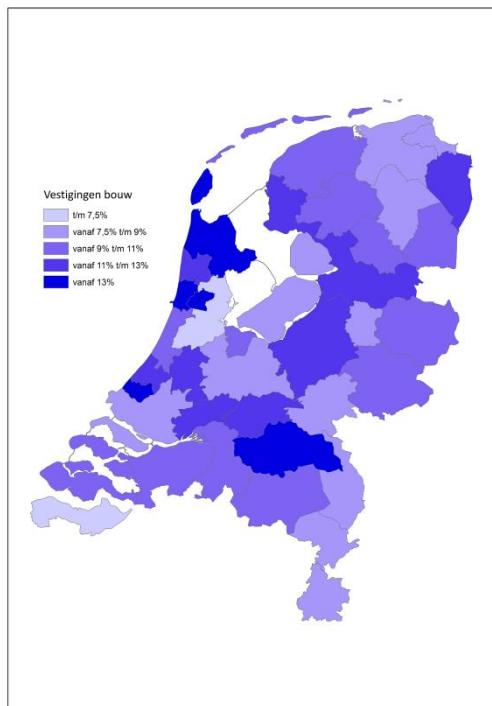 Vestigingen bouw
t/m 7,5%
vanaf 7,5% t/m 9%
vanaf 9% t/m 11%
vanaf 11% t/m 13%
vanaf 13%